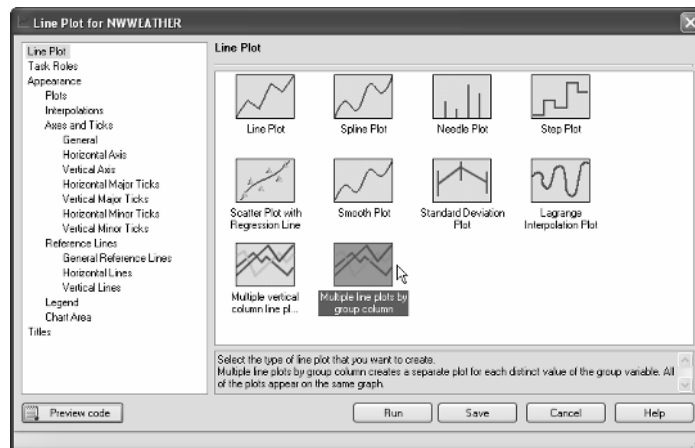 Line Plot for NWWEATHER
Line Plot
Task Roles
Appearance
Plots
Interpolations
Axes and Ticks
General
Horizontal Axis
Vertical Axis
Horizontal Major Ticks
Vertical Major Ticks
Horizontal Minor Ticks
Vertical Minor Ticks
Reference Lines
General Reference Lines
Horizontal Lines
Vertical Lines
Legend
Chart Area
Titles
Line Plot
Line Plot
Spline Plot
Needle Plot
Step Plot
Scatter Plot with
Regression Line
Smooth Plot
Standard Deviation
Plot
Lagrange
Interpolation Plot
Multiple vertical
column line pl...
Multiple line plots by
group column
Select the type of line plot that you want to create.
Multiple line plots by group column creates a separate plot for each distinct value of the group variable. All
of the plots appear on the same graph.
Preview code
Run
Save
Cancel
Help